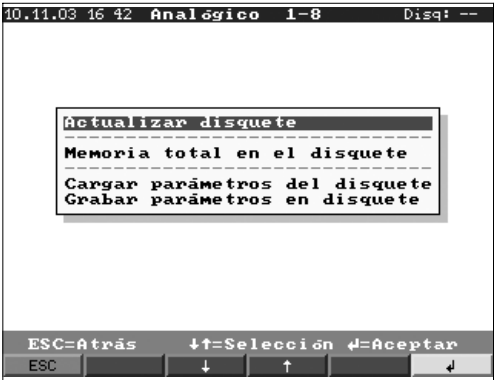 10.11.03 16 42 Analógico 1-8 Disq: --
Actualizar disquete
Memoria total en el disquete
Cargar parámetros del disquete
Grabar parámetros en disquete
ESC=Atrás ↓↑=Selección ↲=Aceptar
ESC ↓ ↑ ↲